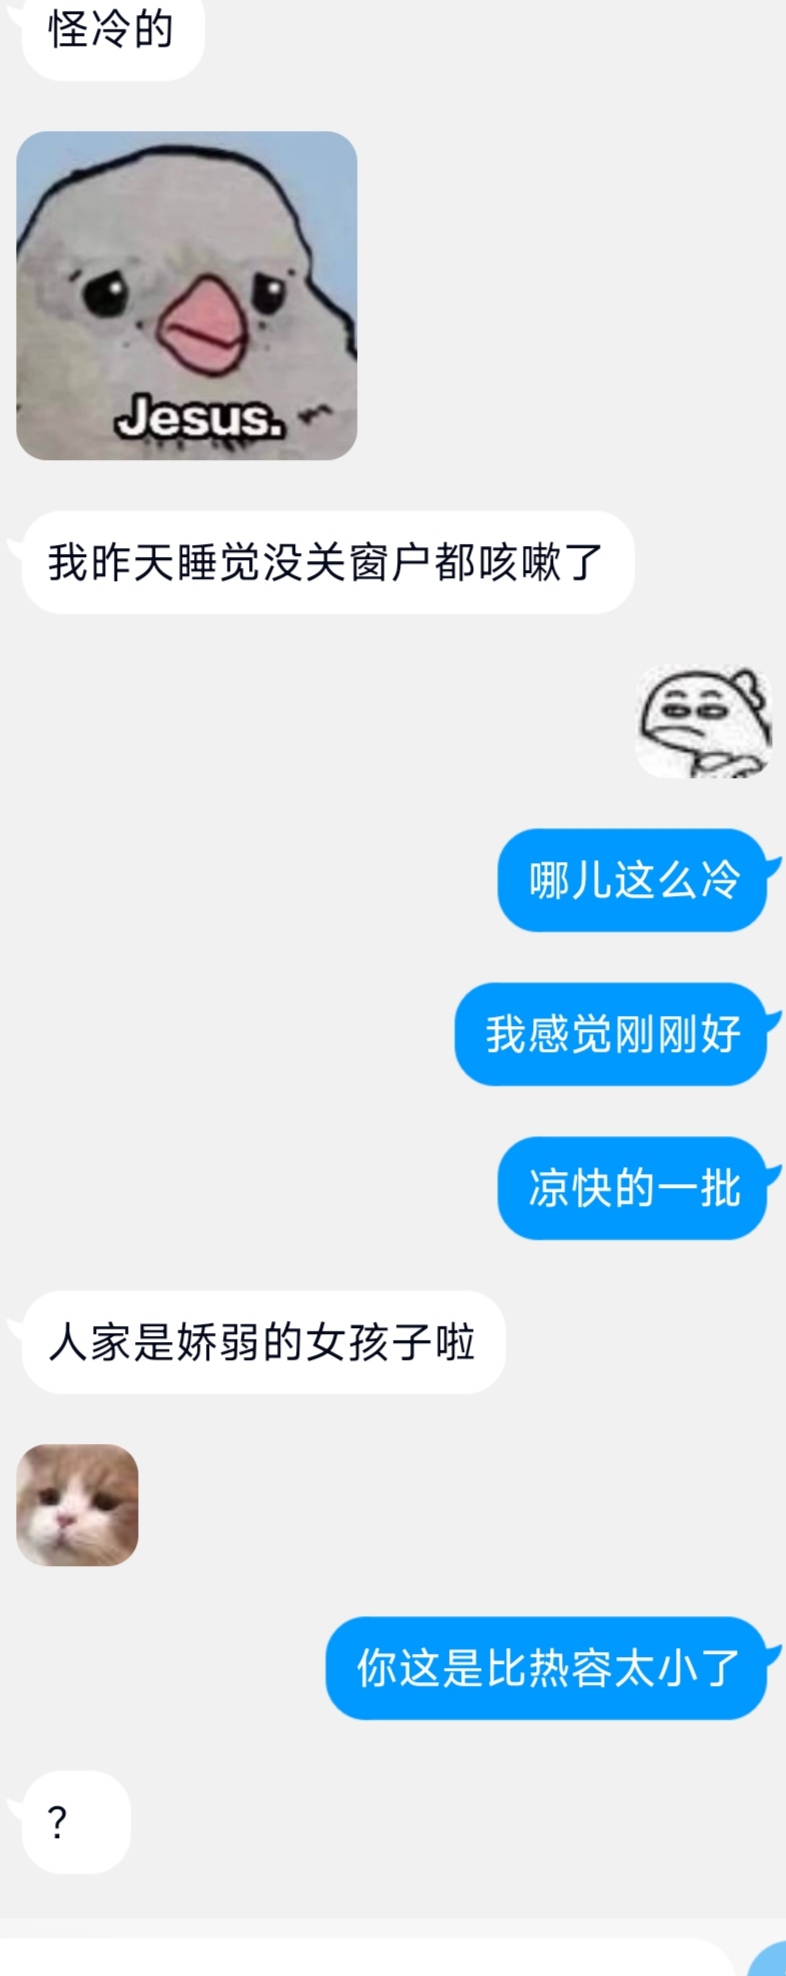 怪冷的
Jesus.
我昨天睡觉没关窗户都咳嗽了
哪儿这么冷
我感觉刚刚好
凉快的一批
人家是娇弱的女孩子啦
你这是比热容太小了
？